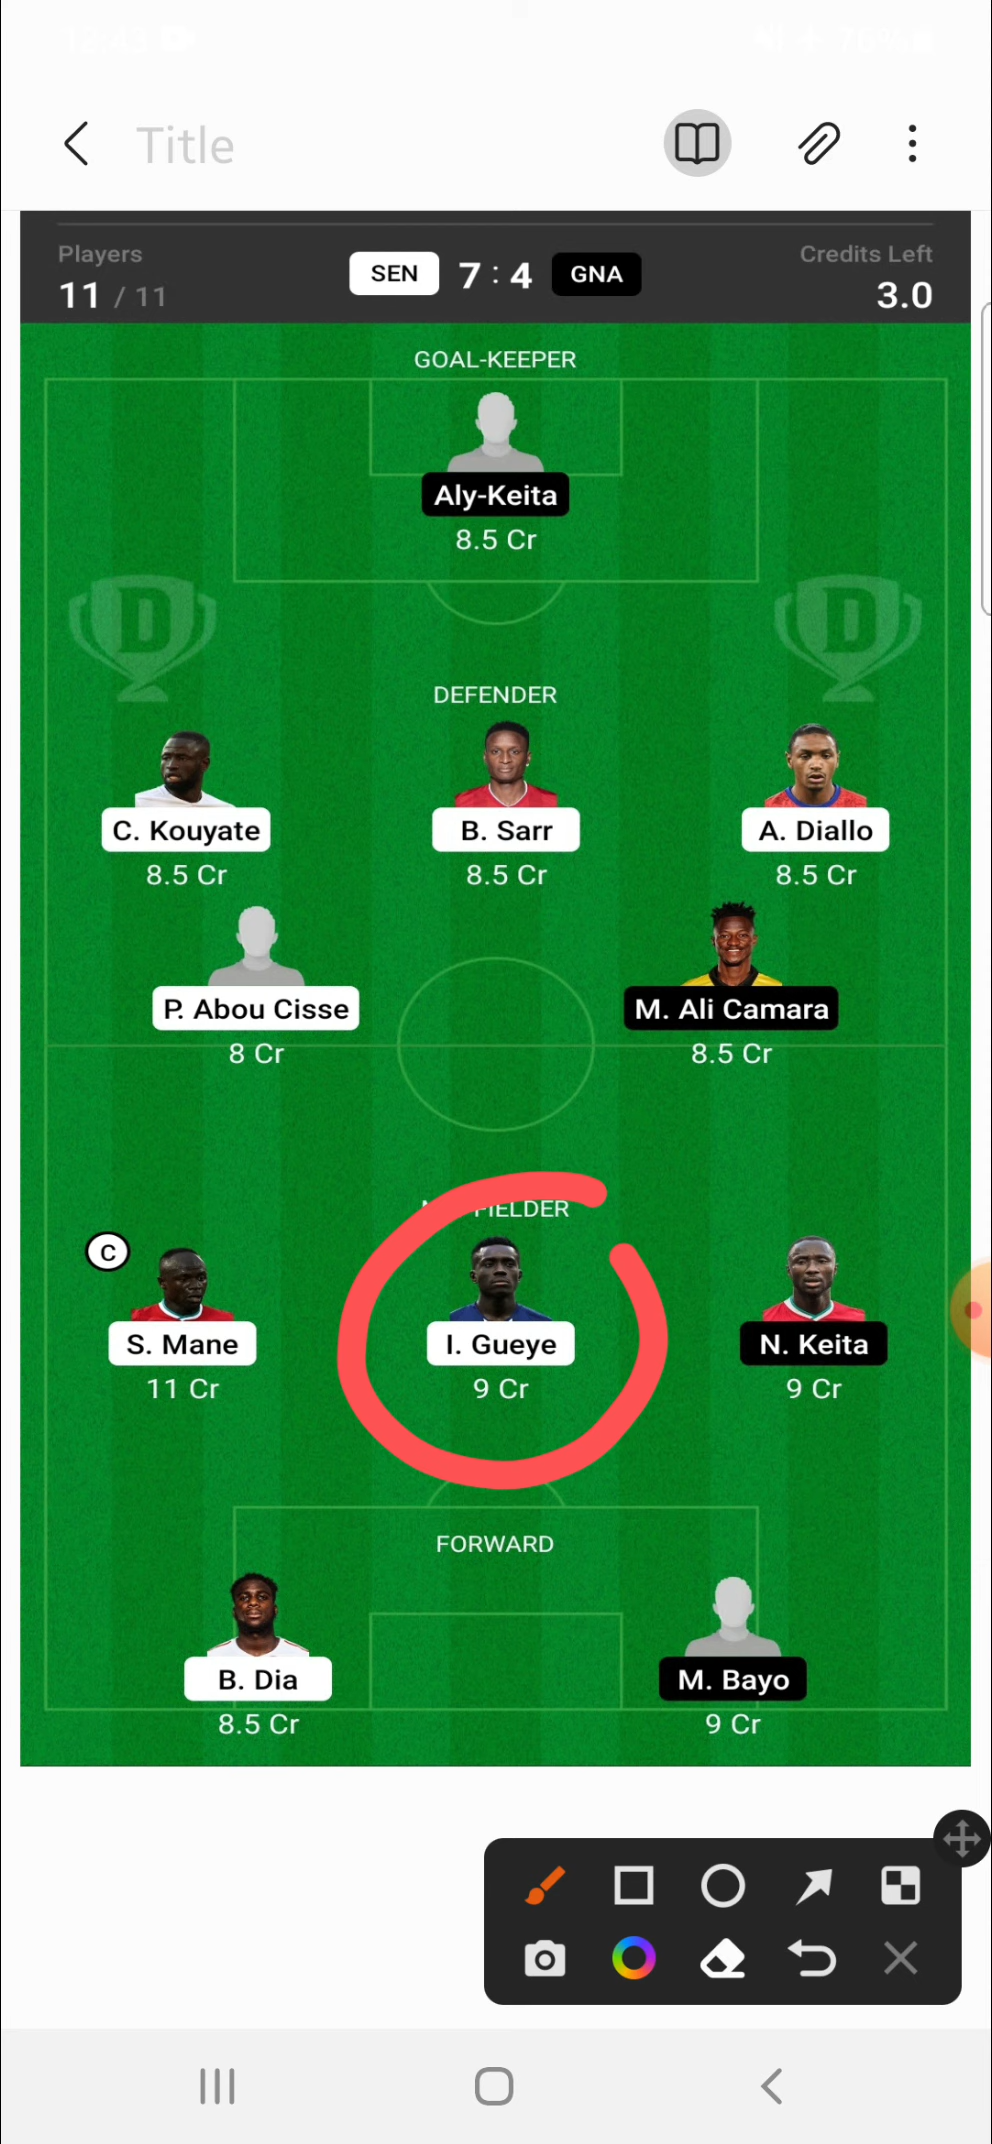 Title
Players
11 / 11
SEN 7 : 4 GNA
Credits Left
3.0
GOAL-KEEPER
Aly-Keita
8.5 Cr
D D
DEFENDER
C. Kouyate B. Sarr A. Diallo
8.5 Cr 8.5 Cr 8.5 Cr
P. Abou Cisse M. Ali Camara
8 Cr 8.5 Cr
FIELDER
C
S. Mane I. Gueye N. Keita
11 Cr 9 Cr 9 Cr
FORWARD
B. Dia M. Bayo
8.5 Cr 9 Cr